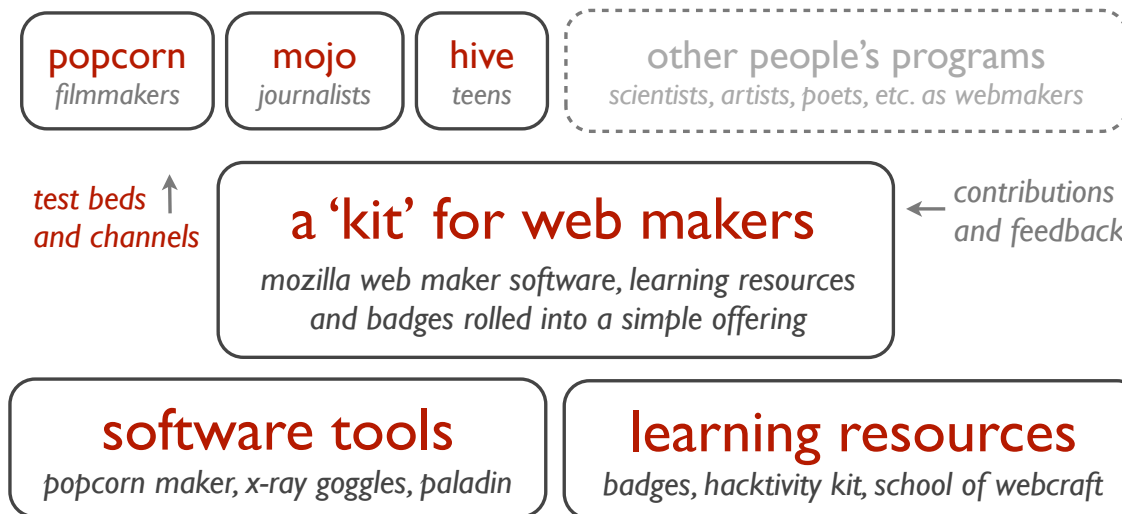 popcorn
filmmakers
mojo
journalists
hive
teens
other people's programs
scientists, artists, poets, etc. as webmakers
test beds
and channels
a ‘kit’ for web makers
mozilla web maker software, learning resources
and badges rolled into a simple offering
contributions
and feedback
software tools
popcorn maker, x-ray goggles, paladin
learning resources
badges, hacktivity kit, school of webcraft